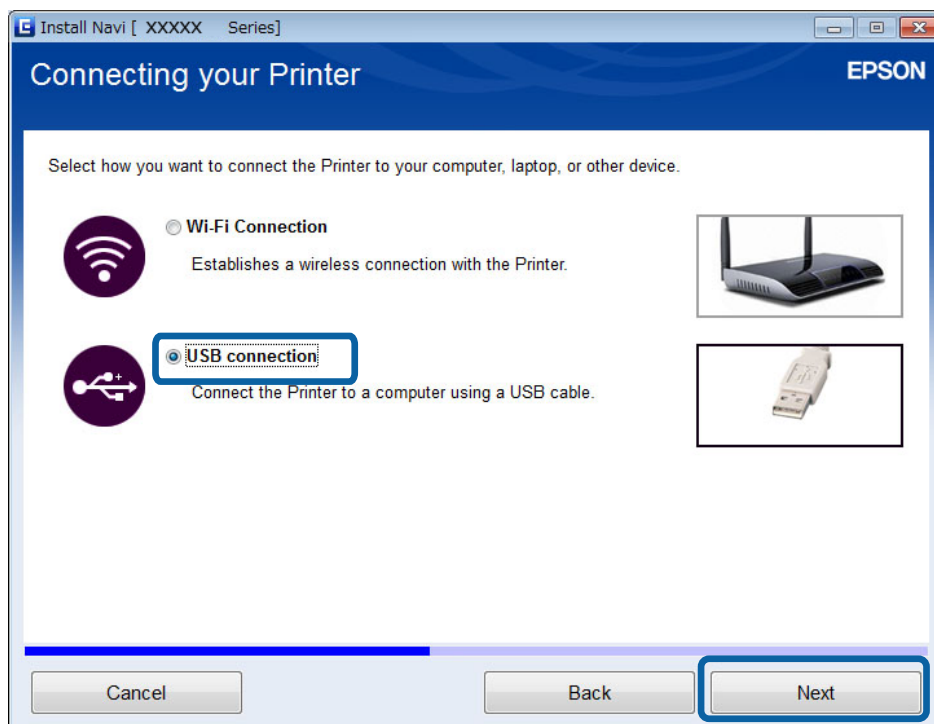 Install Navi [ XXXXX Series]
Connecting your Printer
EPSON
Select how you want to connect the Printer to your computer, laptop, or other device.
Wi-Fi Connection
Establishes a wireless connection with the Printer.
USB connection
Connect the Printer to a computer using a USB cable.
Cancel
Back
Next